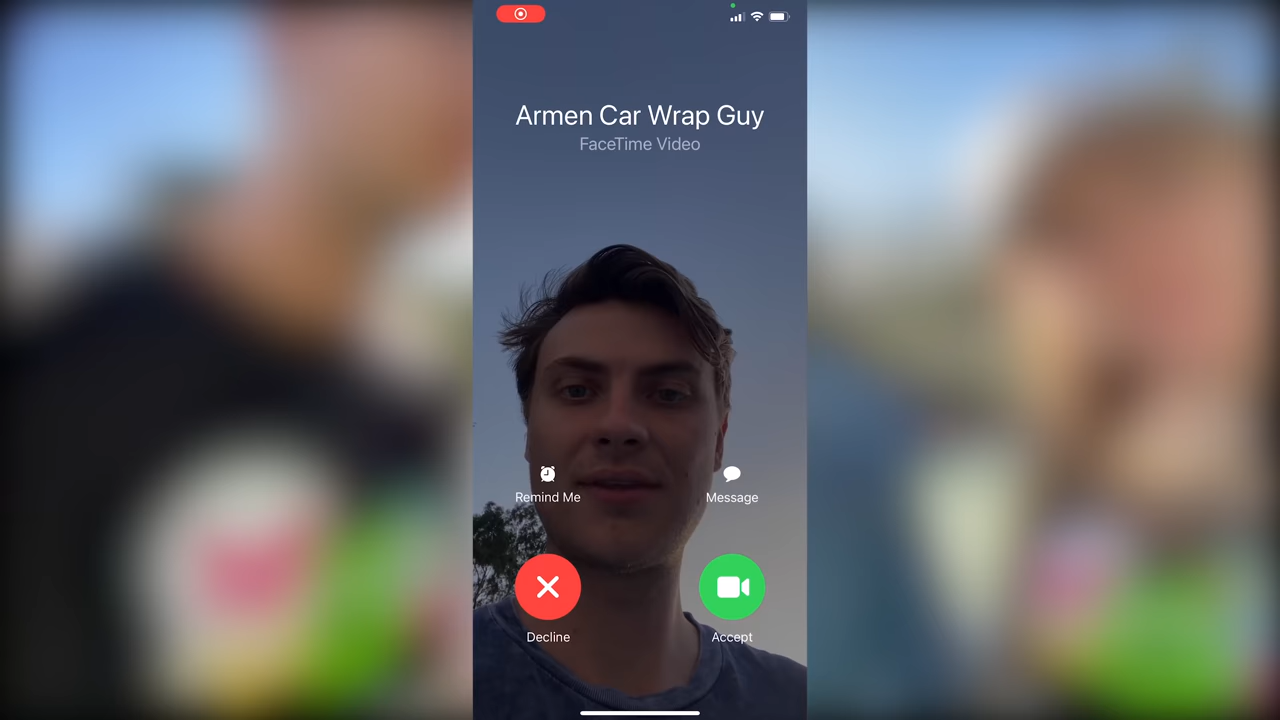 Armen Car Wrap Guy
FaceTime Video
Remind Me
Message
Decline
Accept